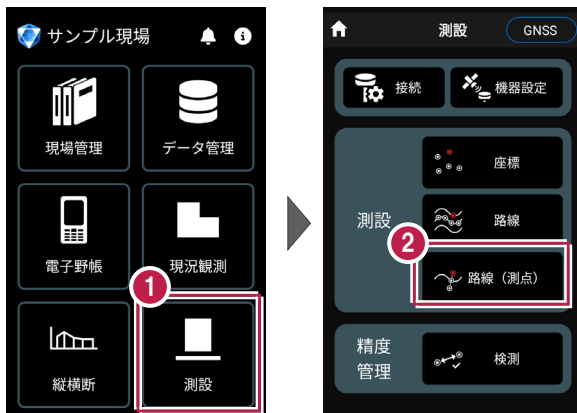 サンプル現場
現場管理
データ管理
電子野帳
現況観測
1
縦横断
測設
測設
GNSS
接続
機器設定
測設
座標
路線
2
路線（測点）
精度
管理
検測